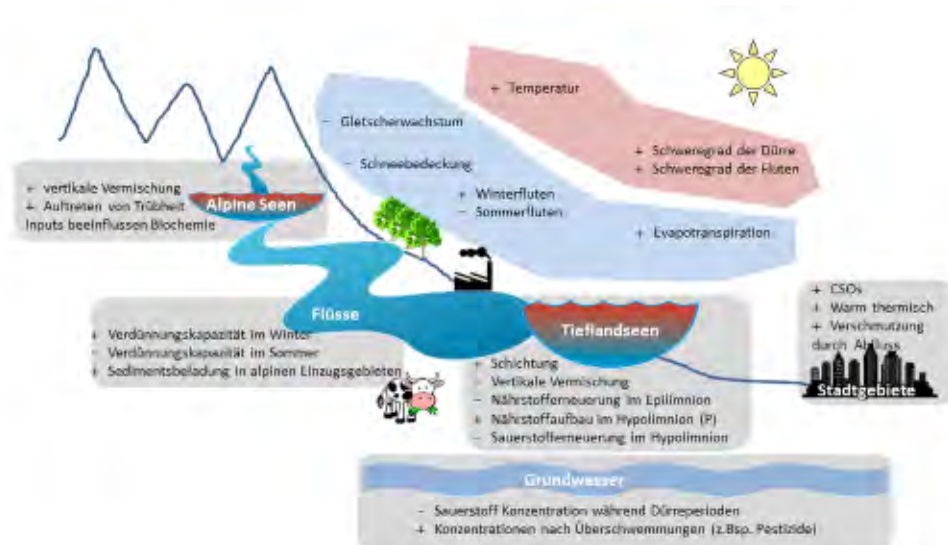 + Temperatur
+ Schweregrad der Dürre
+ Schweregrad der Fluten
− Gletscherwachstum
− Schneebedeckung
+ Winterfluten
− Sommerfluten
+ Evapotranspiration
+ vertikale Vermischung
+ Auftreten von Trübheit
Inputs beeinflussen Biochemie
Alpine Seen
Flüsse
+ Verdünnungskapazität im Winter
− Verdünnungskapazität im Sommer
+ Sedimentsbeladung in alpinen Einzugsgebieten
Tieflandseen
+ Schichtung
Vertikale Vermischung
− Nährstofferneuerung im Epilimnion
+ Nährstoffaufbau im Hypolimnion (P)
− Sauerstofferneuerung im Hypolimnion
+ CSOs
+ Warm thermisch
+ Verschmutzung
durch Abfluss
Stadtgebiete
Grundwasser
− Sauerstoff Konzentration während Dürreperioden
+ Konzentrationen nach Überschwemmungen (z.Bsp. Pestizide)